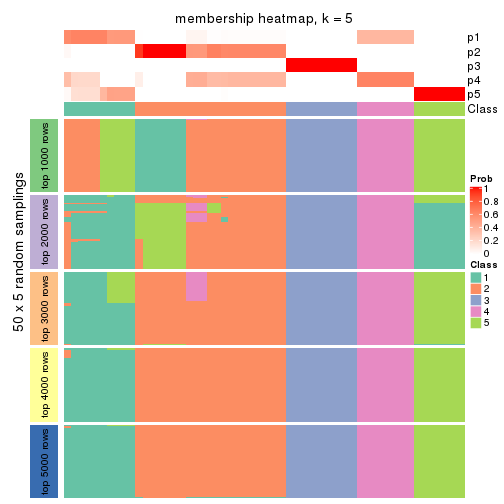 membership heatmap, k = 5
p1
p2
p3
p4
p5
Class
50 x 5 random samplings
top 1000 rows
top 2000 rows
top 3000 rows
top 4000 rows
top 5000 rows
Prob
1
0.8
0.6
0.4
0.2
0
Class
1
2
3
4
5